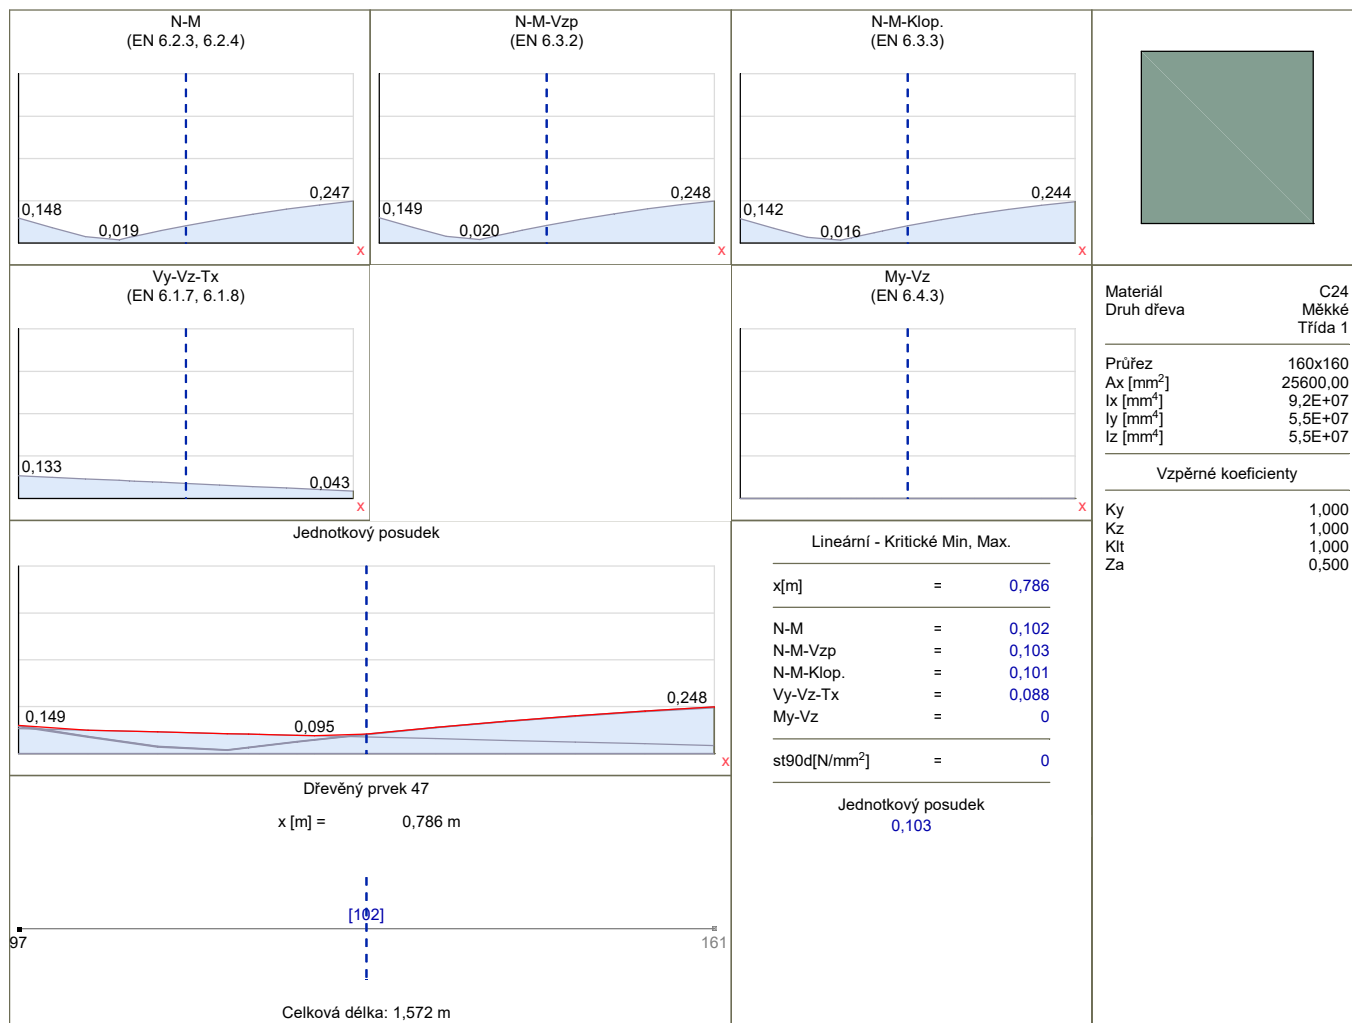 N-M
(EN 6.2.3, 6.2.4)
0,148
0,019
0,247
x
N-M-Vzp
(EN 6.3.2)
0,149
0,020
0,248
x
N-M-Klop.
(EN 6.3.3)
0,142
0,016
0,244
x
Vy-Vz-Tx
(EN 6.1.7, 6.1.8)
0,133
0,043
x
My-Vz
(EN 6.4.3)
x
Materiál C24
Druh dřeva Měkké
Třída 1
Průřez 160x160
Ax [mm²] 25600,00
Ix [mm⁴] 9,2E+07
Iy [mm⁴] 5,5E+07
Iz [mm⁴] 5,5E+07
Vzpěrné koeficienty
Ky 1,000
Kz 1,000
Klt 1,000
Za 0,500
Jednotkový posudek
0,149
0,095
0,248
x
Lineární - Kritické Min, Max.
x[m] = 0,786
N-M = 0,102
N-M-Vzp = 0,103
N-M-Klop. = 0,101
Vy-Vz-Tx = 0,088
My-Vz = 0
st90d[N/mm²] = 0
Jednotkový posudek
0,103
Dřevěný prvek 47
x [m] = 0,786 m
[102]
97
161
Celková délka: 1,572 m